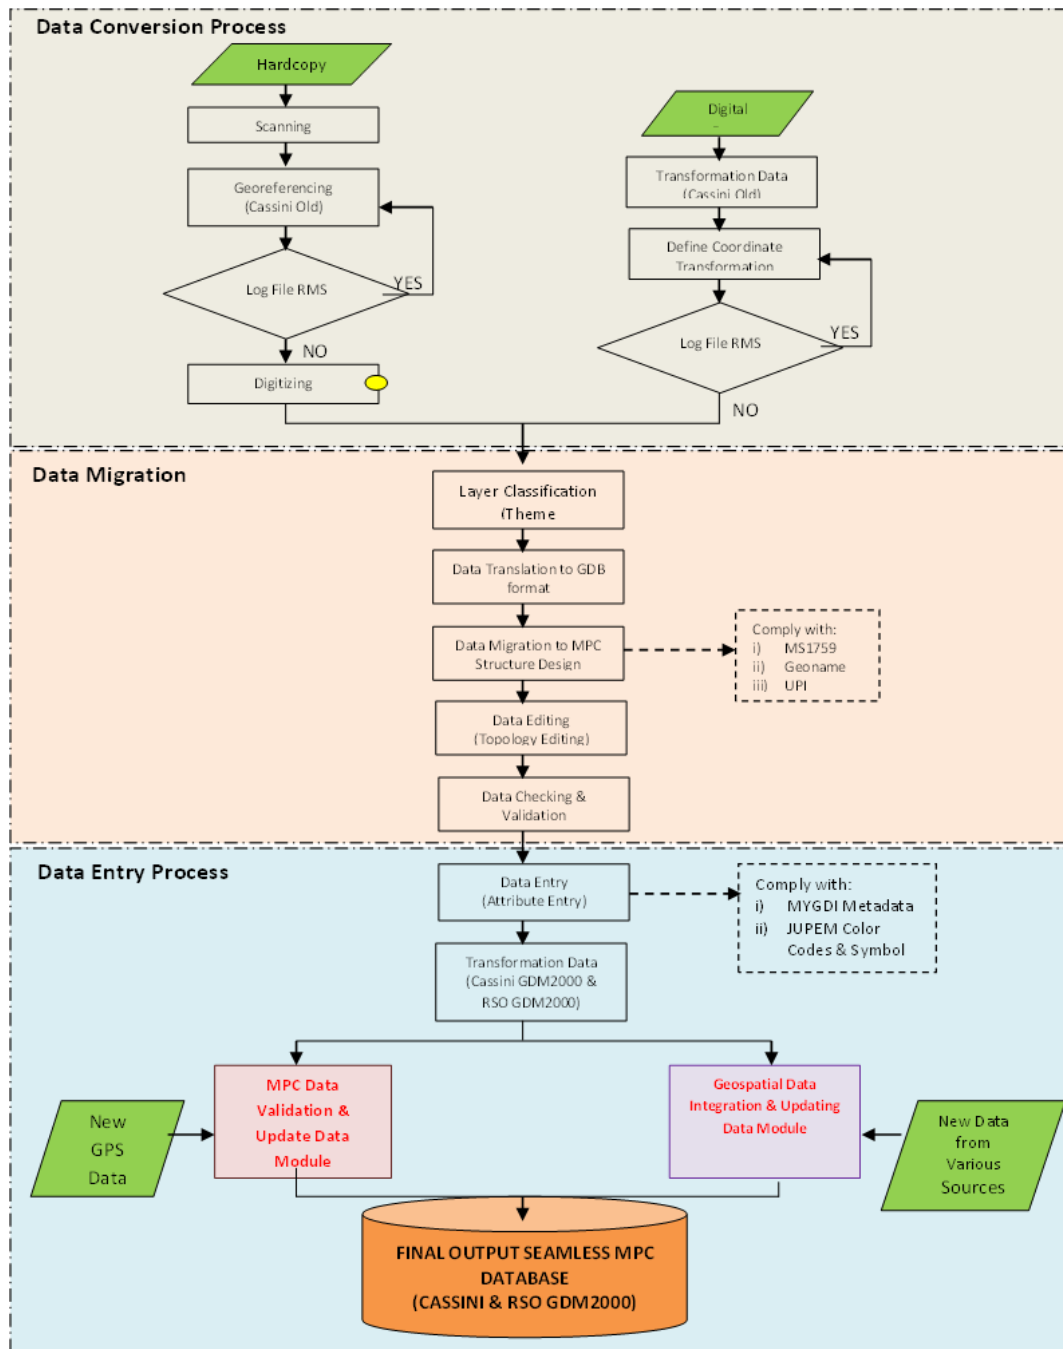 Data Conversion Process
Hardcopy
Scanning
Georeferencing
(Cassini Old)
Log File RMS
YES
NO
Digitizing
Digital
Transformation Data
(Cassini Old)
Define Coordinate
Transformation
Log File RMS
YES
NO
Data Migration
Layer Classification
(Theme
Data Translation to GDB
format
Data Migration to MPC
Structure Design
Comply with:
i) MS1759
ii) Geoname
iii) UPI
Data Editing
(Topology Editing)
Data Checking &
Validation
Data Entry Process
Data Entry
(Attribute Entry)
Comply with:
i) MYGDI Metadata
ii) JUPEM Color
Codes & Symbol
Transformation Data
(Cassini GDM2000 &
RSO GDM2000)
MPC Data
Validation &
Update Data
Module
Geospatial Data
Integration & Updating
Data Module
New
GPS
Data
New Data
from
Various
Sources
FINAL OUTPUT SEAMLESS MPC
DATABASE
(CASSINI & RSO GDM2000)